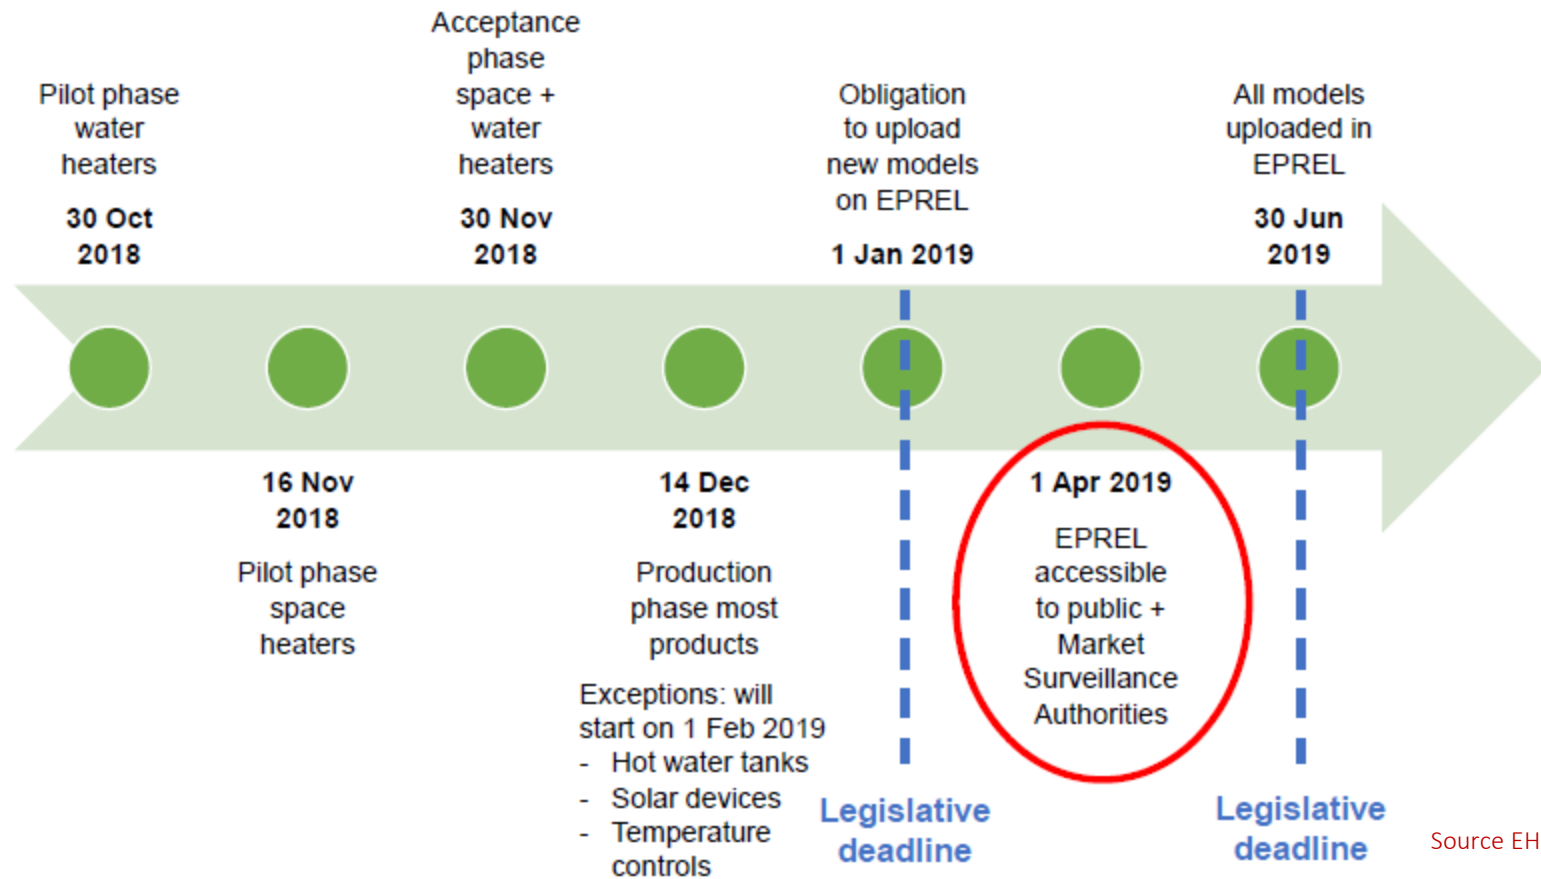 Pilot phase
water
heaters
30 Oct
2018
Acceptance
phase
space +
water
heaters
30 Nov
2018
Obligation
to upload
new models
on EPREL
1 Jan 2019
All models
uploaded in
EPREL
30 Jun
2019
16 Nov
2018
Pilot phase
space
heaters
14 Dec
2018
Production
phase most
products
Exceptions: will
start on 1 Feb 2019
- Hot water tanks
- Solar devices
- Temperature
controls
1 Apr 2019
EPREL
accessible
to public +
Market
Surveillance
Authorities
Legislative
deadline
Legislative
deadline
Source EH